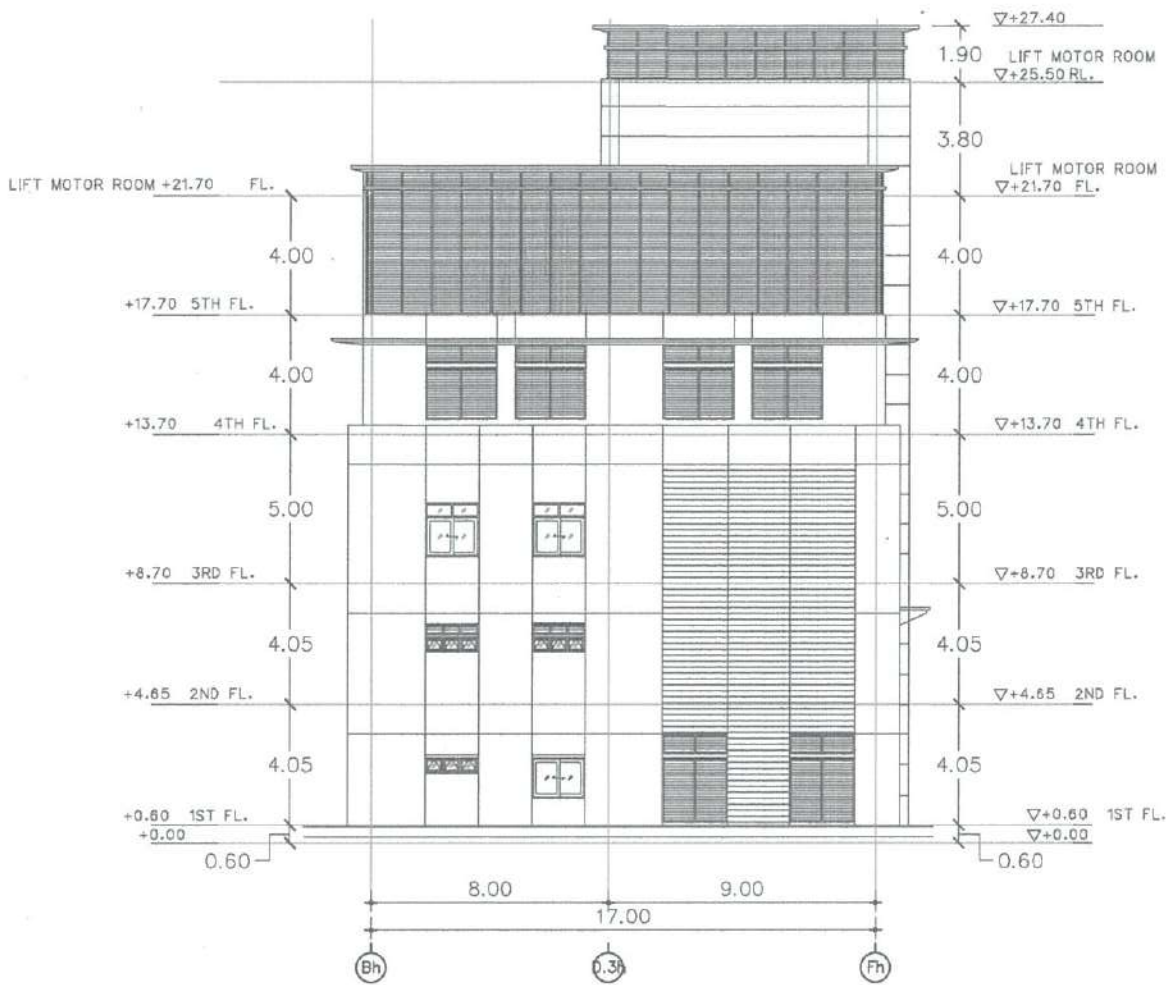 ▽+27.40
1.90 LIFT MOTOR ROOM
▽+25.50 RL.
3.80
LIFT MOTOR ROOM
LIFT MOTOR ROOM +21.70 FL. ▽+21.70 FL.
4.00 4.00
+17.70 5TH FL. ▽+17.70 5TH FL.
4.00 4.00
+13.70 4TH FL. ▽+13.70 4TH FL.
5.00 5.00
+8.70 3RD FL. ▽+8.70 3RD FL.
4.05 4.05
+4.65 2ND FL. ▽+4.65 2ND FL.
4.05 4.05
+0.60 1ST FL. ▽+0.60 1ST FL.
+0.00 ▽+0.00
0.60 0.60
8.00 9.00
17.00
Bh D.3h Fh